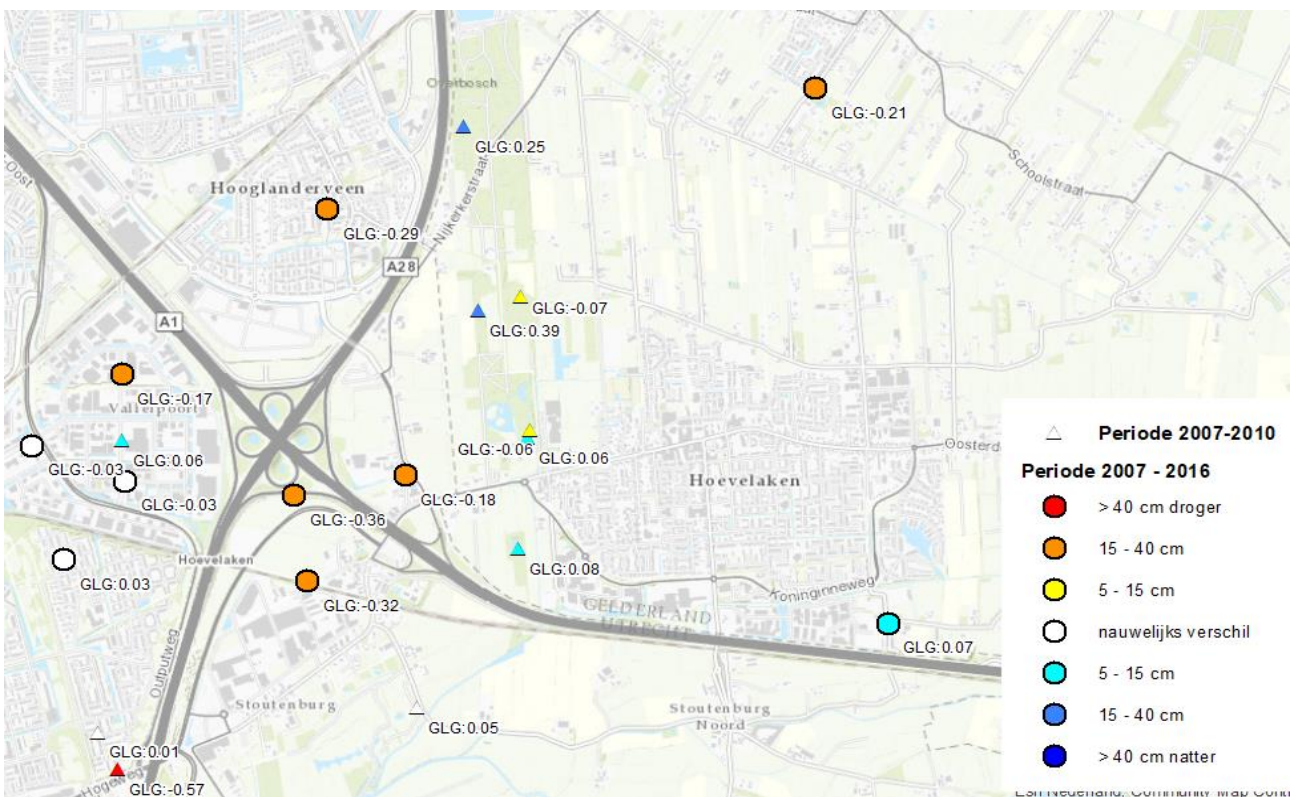 Overbosch
GLG:-0.21
GLG:0.25
Nijkerkerstraat
Schoolstraat
Hooglanderveen
GLG:-0.29
A28
GLG:-0.07
GLG:0.39
A1
GLG:-0.17
GLG:-0.03
GLG:0.06
GLG:-0.03
GLG:-0.06
GLG:0.06
Oosterd
Hoevelaken
GLG:-0.18
GLG:-0.36
Hoevelaken
GLG:0.03
GLG:0.08
GLG:-0.32
Koninginneweg
GELDERLAND
UTRECHT
GLG:0.07
Outputweg
Stoutenburg
GLG:0.05
Stoutenburg
Noord
GLG:0.01
Hogeweg
GLG:-0.57
Periode 2007-2010
Periode 2007 - 2016
> 40 cm droger
15 - 40 cm
5 - 15 cm
nauwelijks verschil
5 - 15 cm
15 - 40 cm
> 40 cm natter